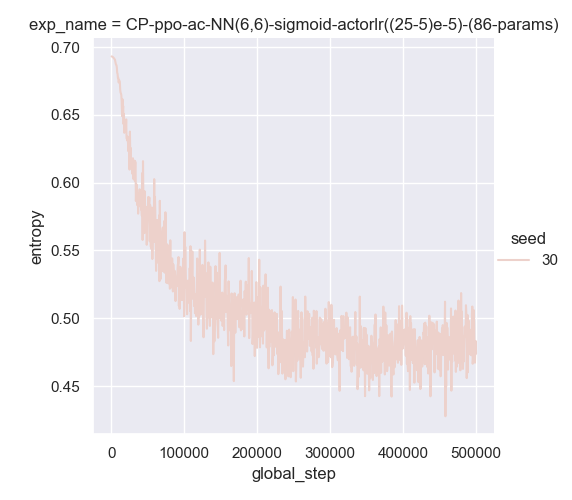 exp_name = CP-ppo-ac-NN(6,6)-sigmoid-actorlr((25-5)e-5)-(86-params)
0.70
0.65
0.60
0.55
0.50
0.45
entropy
seed
30
0 100000 200000 300000 400000 500000
global_step